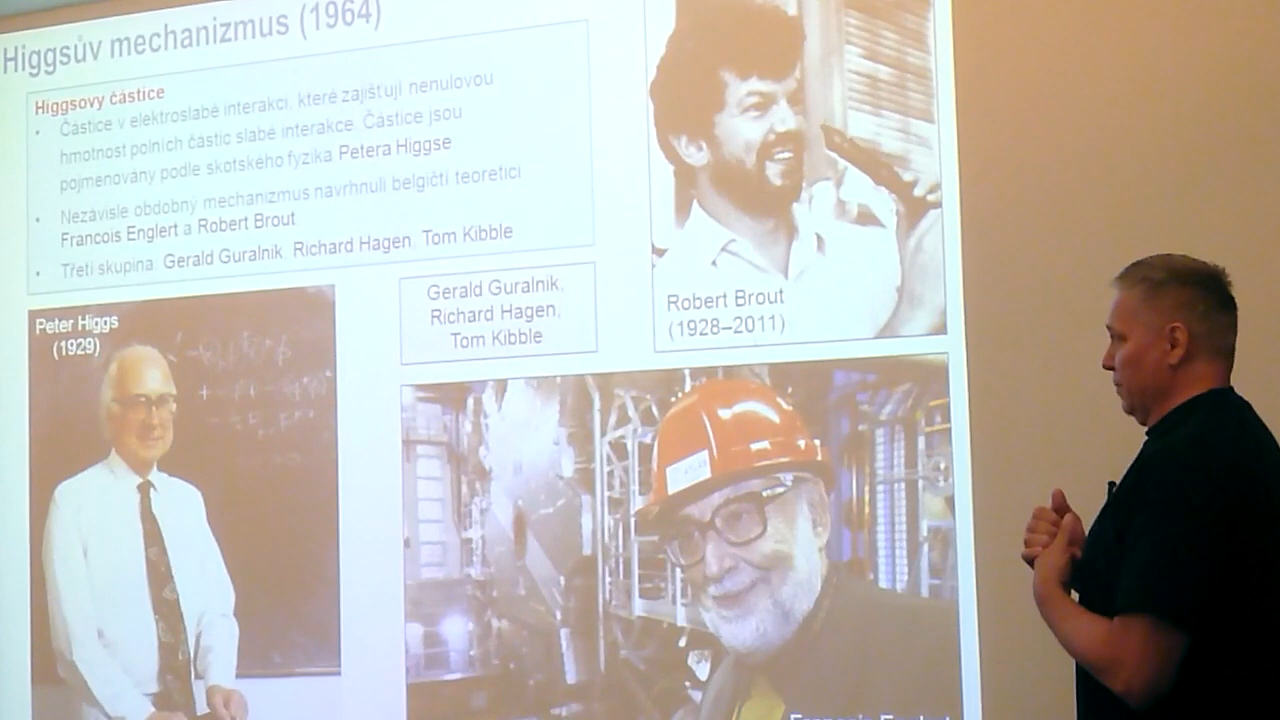 Higgsův mechanizmus (1964)
Higgsovy částice
• Částice v elektroslabé interakci, které zajišťují nenulovou
hmotnost polních částic slabé interakce. Částice jsou
pojmenovány podle skotského fyzika Petera Higgse
• Nezávisle obdobný mechanizmus navrhnuli belgičtí teoretici
Francois Englert a Robert Brout
• Třetí skupina: Gerald Guralnik, Richard Hagen, Tom Kibble
Gerald Guralnik,
Richard Hagen,
Tom Kibble
Robert Brout
(1928–2011)
Peter Higgs
(1929)